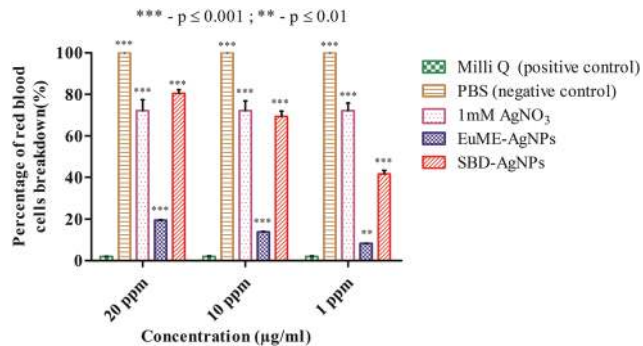 *** - p ≤ 0.001 ; ** - p ≤ 0.01
Percentage of red blood
cells breakdown(%)
100
80
60
40
20
0
*** *** *** *** *** *** *** *** *** *** ** ***
20 ppm
10 ppm
1 ppm
Concentration (µg/ml)
Milli Q (positive control)
PBS (negative control)
1mM AgNO₃
EuME-AgNPs
SBD-AgNPs